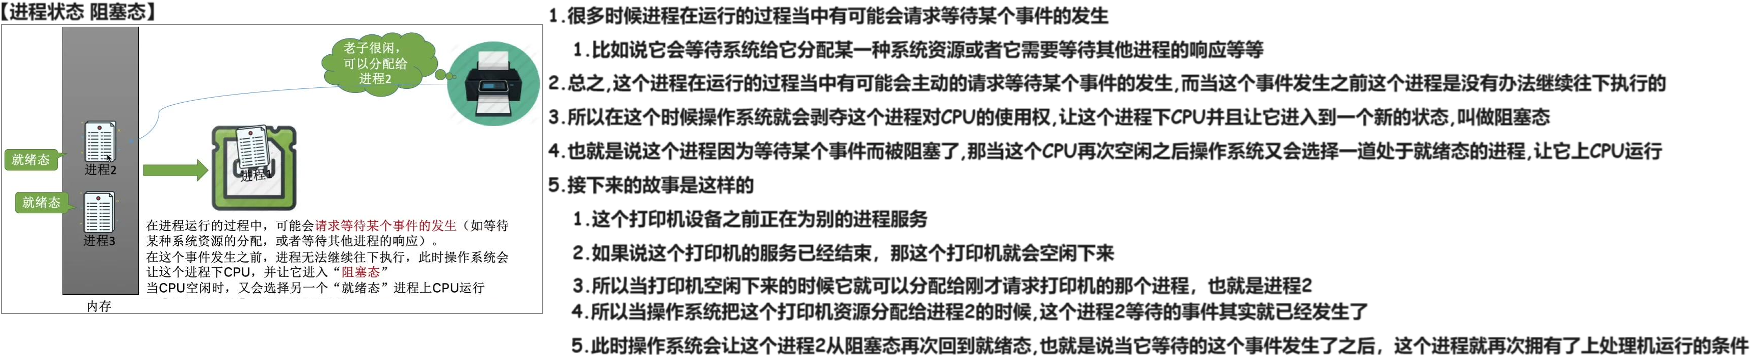 【进程状态 阻塞态】
老子很闲，
可以分配给
进程2
就绪态
进程2
就绪态
进程3
进程1
在进程运行的过程中，可能会请求等待某个事件的发生（如等待
某种系统资源的分配，或者等待其他进程的响应）。
在这个事件发生之前，进程无法继续往下执行，此时操作系统会
让这个进程下CPU，并让它进入“阻塞态”
当CPU空闲时，又会选择另一个“就绪态”进程上CPU运行
内存
1.很多时候进程在运行的过程当中有可能会请求等待某个事件的发生
1.比如说它会等待系统给它分配某一种系统资源或者它需要等待其他进程的响应等等
2.总之,这个进程在运行的过程当中有可能会主动的请求等待某个事件的发生,而当这个事件发生之前这个进程是没有办法继续往下执行的
3.所以在这个时候操作系统就会剥夺这个进程对CPU的使用权,让这个进程下CPU并且让它进入到一个新的状态,叫做阻塞态
4.也就是说这个进程因为等待某个事件而被阻塞了,那当这个CPU再次空闲之后操作系统又会选择一道处于就绪态的进程,让它上CPU运行
5.接下来的故事是这样的
1.这个打印机设备之前正在为别的进程服务
2.如果说这个打印机的服务已经结束，那这个打印机就会空闲下来
3.所以当打印机空闲下来的时候它就可以分配给刚才请求打印机的那个进程，也就是进程2
4.所以当操作系统把这个打印机资源分配给进程2的时候,这个进程2等待的事件其实就已经发生了
5.此时操作系统会让这个进程2从阻塞态再次回到就绪态,也就是说当它等待的这个事件发生了之后，这个进程就再次拥有了上处理机运行的条件